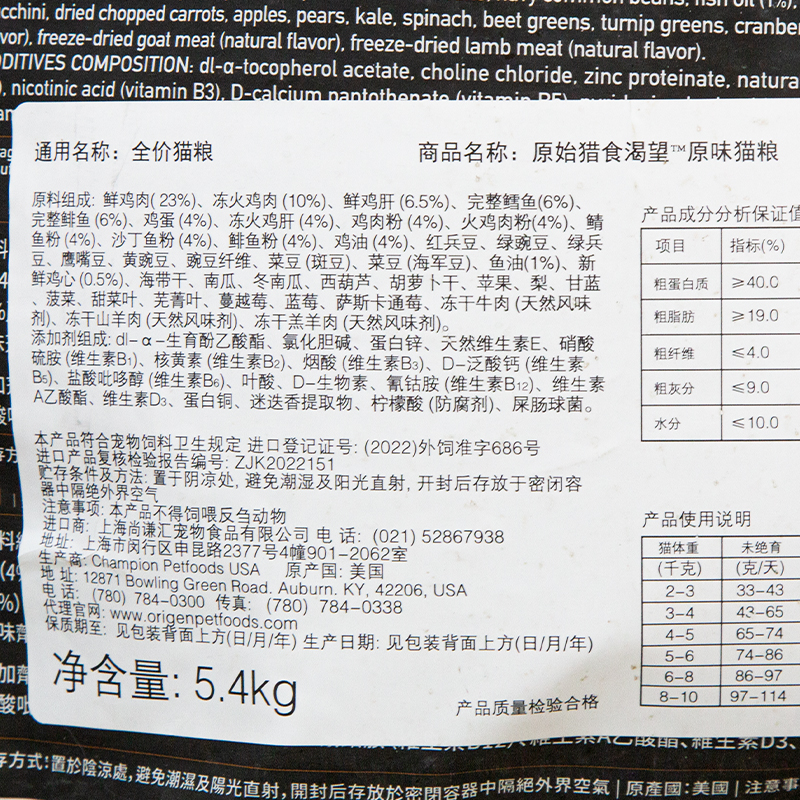 cchini, dried chopped carrots, apples, pears, kale, spinach, beet greens, turnip greens,
vor), freeze-dried goat meat (natural flavor), freeze-dried lamb meat (natural flavor).
DDITIVES COMPOSITION: dl-α-tocopherol acetate, choline chloride, zinc proteinate,
), nicotinic acid (vitamin B3), D-calcium pantothenate (vitamin B5),
通用名称：全价猫粮
商品名称：原始猎食渴望™原味猫粮
原料组成: 鲜鸡肉( 23%)、冻火鸡肉 (10%)、鲜鸡肝 (6.5%)、完整鳕鱼(6%)、
完整鲱鱼 (6%)、鸡蛋 (4%)、冻火鸡肝 (4%)、鸡肉粉 (4%)、火鸡肉粉(4%)、鲭
鱼粉 (4%)、沙丁鱼粉 (4%)、鲱鱼粉 (4%)、鸡油 (4%)、红兵豆、绿豌豆、绿兵
豆、鹰嘴豆、黄豌豆、豌豆纤维、菜豆 (斑豆)、菜豆 (海军豆)、鱼油(1%)、新
鲜鸡心 (0.5%)、海带干、南瓜、冬南瓜、西葫芦、胡萝卜干、苹果、梨、甘蓝
、菠菜、甜菜叶、芜菁叶、蔓越莓、蓝莓、萨斯卡通莓、冻干牛肉 (天然风味
剂)、冻干山羊肉 (天然风味剂)、冻干羔羊肉 (天然风味剂)。
添加剂组成: dl-α-生育酚乙酸酯、氯化胆碱、蛋白锌、天然维生素E、硝酸
硫胺 (维生素B1)、核黄素 (维生素B2)、烟酸 (维生素B3)、D-泛酸钙 (维生素
B5)、盐酸吡哆醇 (维生素B6)、叶酸、D-生物素、氰钴胺 (维生素B12)、维生素
A乙酸酯、维生素D3、蛋白铜、迷迭香提取物、柠檬酸 (防腐剂)、屎肠球菌。
本产品符合宠物饲料卫生规定 进口登记证号: (2022)外饲准字686号
进口产品复核检验报告编号: ZJK2022151
贮存条件及方法: 置于阴凉处, 避免潮湿及阳光直射, 开封后存放于密闭容
器中隔绝外界空气
注意事项: 本产品不得饲喂反刍动物
进口商: 上海尚谦汇宠物食品有限公司 电 话: (021) 52867938
地址: 上海市闵行区申昆路2377号4幢901-2062室
生产商: Champion Petfoods USA 原产国: 美国
地 址: 12871 Bowling Green Road. Auburn. KY, 42206, USA
电 话: (780) 784-0300 传真: (780) 784-0338
代理官网: www.origenpetfoods.com
保质期至: 见包装背面上方(日/月/年) 生产日期: 见包装背面上方(日/月/年)
净含量: 5.4kg
产品质量检验合格
产品成分分析保证值
项目 指标(%)
粗蛋白质 ≥40.0
粗脂肪 ≥19.0
粗纤维 ≤4.0
粗灰分 ≤9.0
水分 ≤10.0
产品使用说明
猫体重 未绝育
(千克) (克/天)
2-3 33-43
3-4 43-65
4-5 65-74
5-6 74-86
6-8 86-97
8-10 97-114
存方式: 置於陰涼處, 避免潮濕及陽光直射, 開封后存放於密閉容器中隔絕外界空氣 | 原產國: 美國 | 注意事